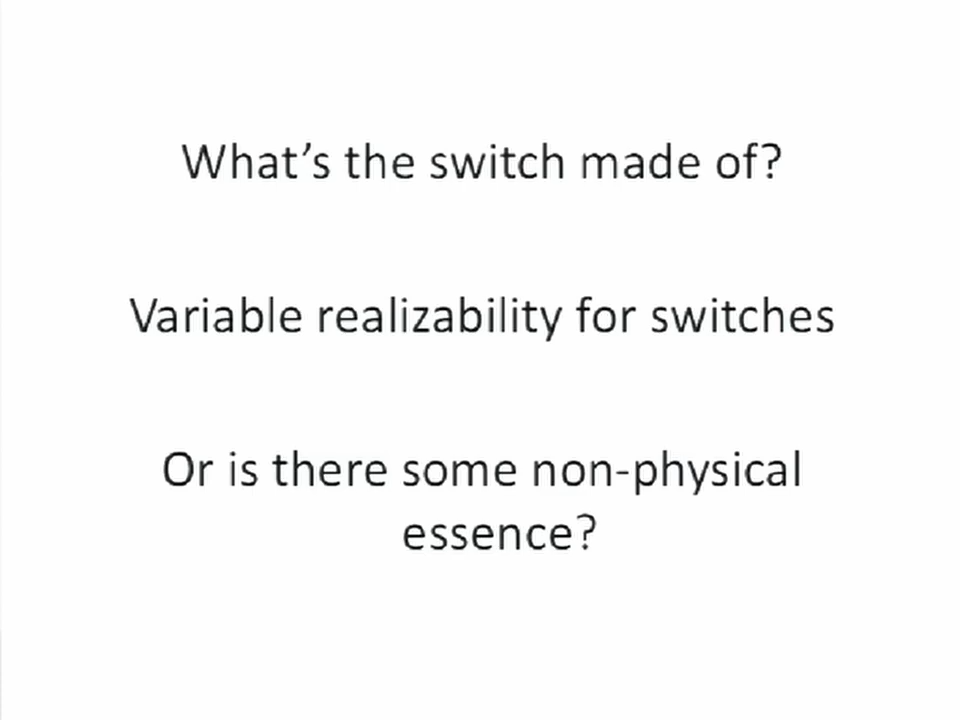 What’s the switch made of?
Variable realizability for switches
Or is there some non-physical
essence?